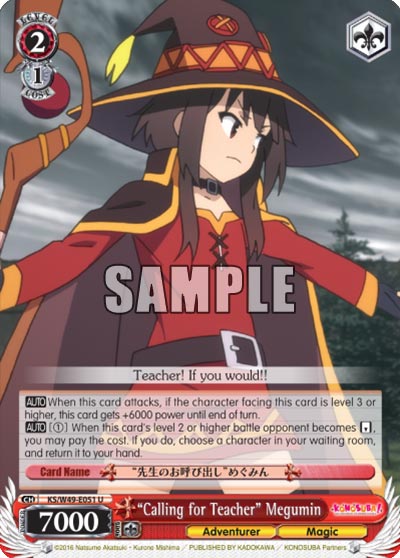 LEVEL
2
1
COST
SAMPLE
Teacher! If you would!!
AUTO When this card attacks, if the character facing this card is level 3 or
higher, this card gets +6000 power until end of turn.
AUTO [①] When this card's level 2 or higher battle opponent becomes [ ],
you may pay the cost. If you do, choose a character in your waiting
room, and return it to your hand.
Card Name
"先生のお呼び出し"めぐみん
CH KS/W49-E051 U
7000
"Calling for Teacher" Megumin
KONOSUBA!
Adventurer
Magic
©2016 Natsume Akatsuki・Kurone Mishima / PUBLISHED BY KADOKAWA / KONOSUBA Partners